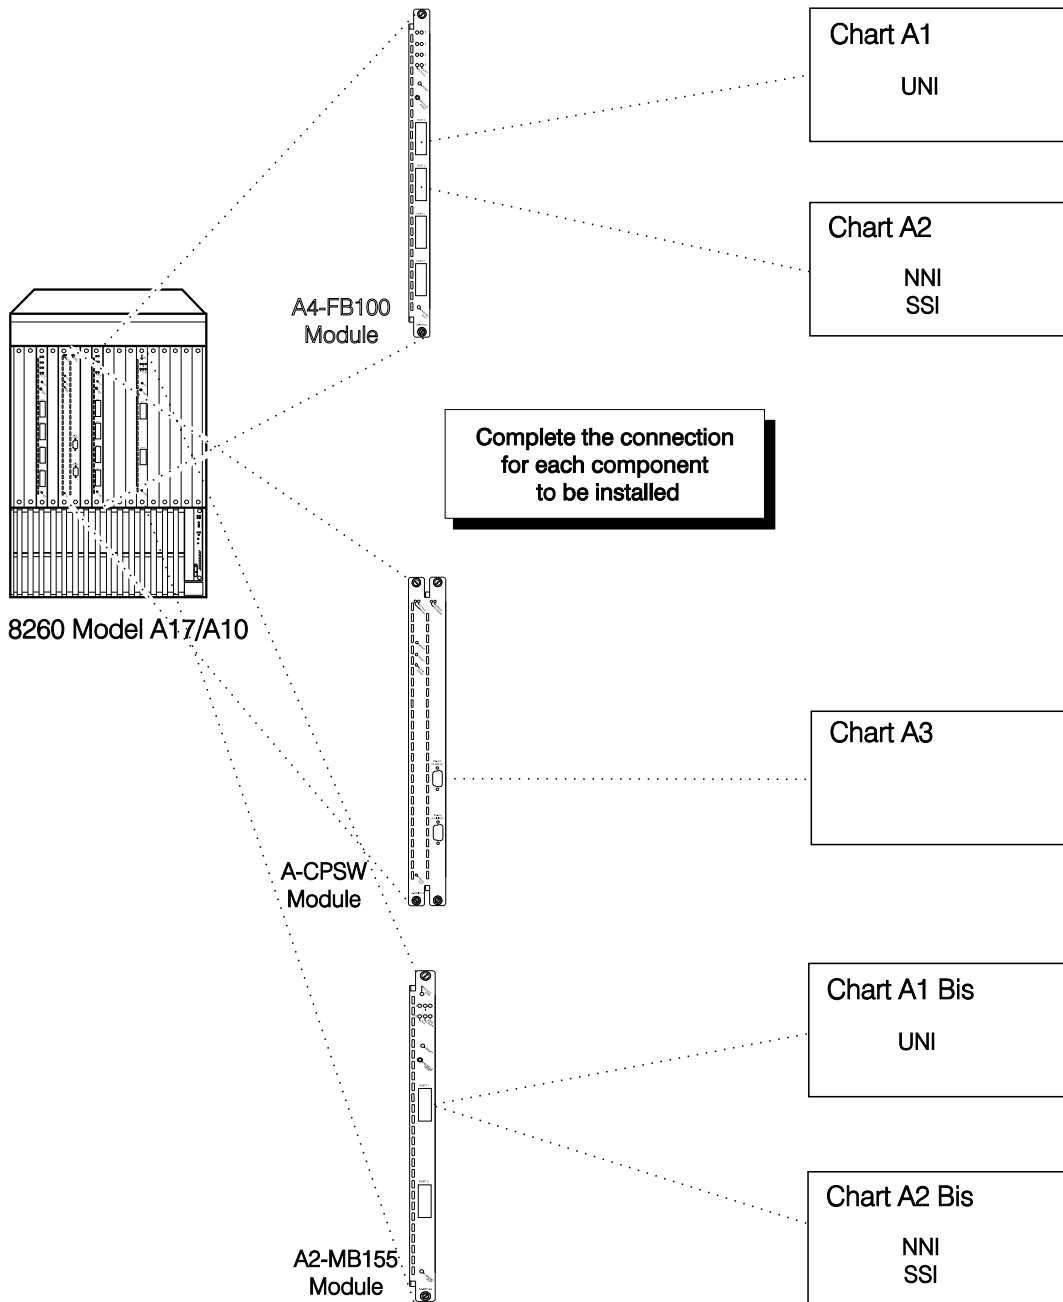 Chart A1
UNI
Chart A2
NNI
SSI
A4-FB100
Module
Complete the connection
for each component
to be installed
8260 Model A17/A10
Chart A3
A-CPSW
Module
Chart A1 Bis
UNI
Chart A2 Bis
NNI
SSI
A2-MB155
Module